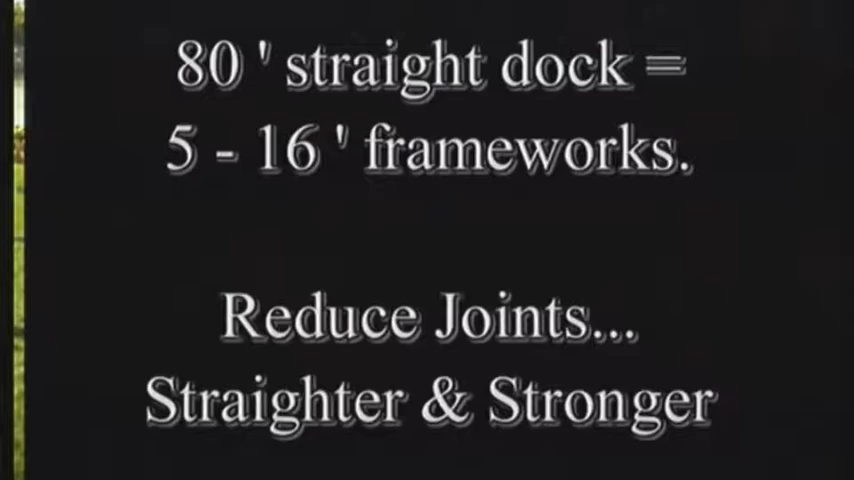 80 ' straight dock =
5 - 16 ' frameworks.
Reduce Joints...
Straighter & Stronger